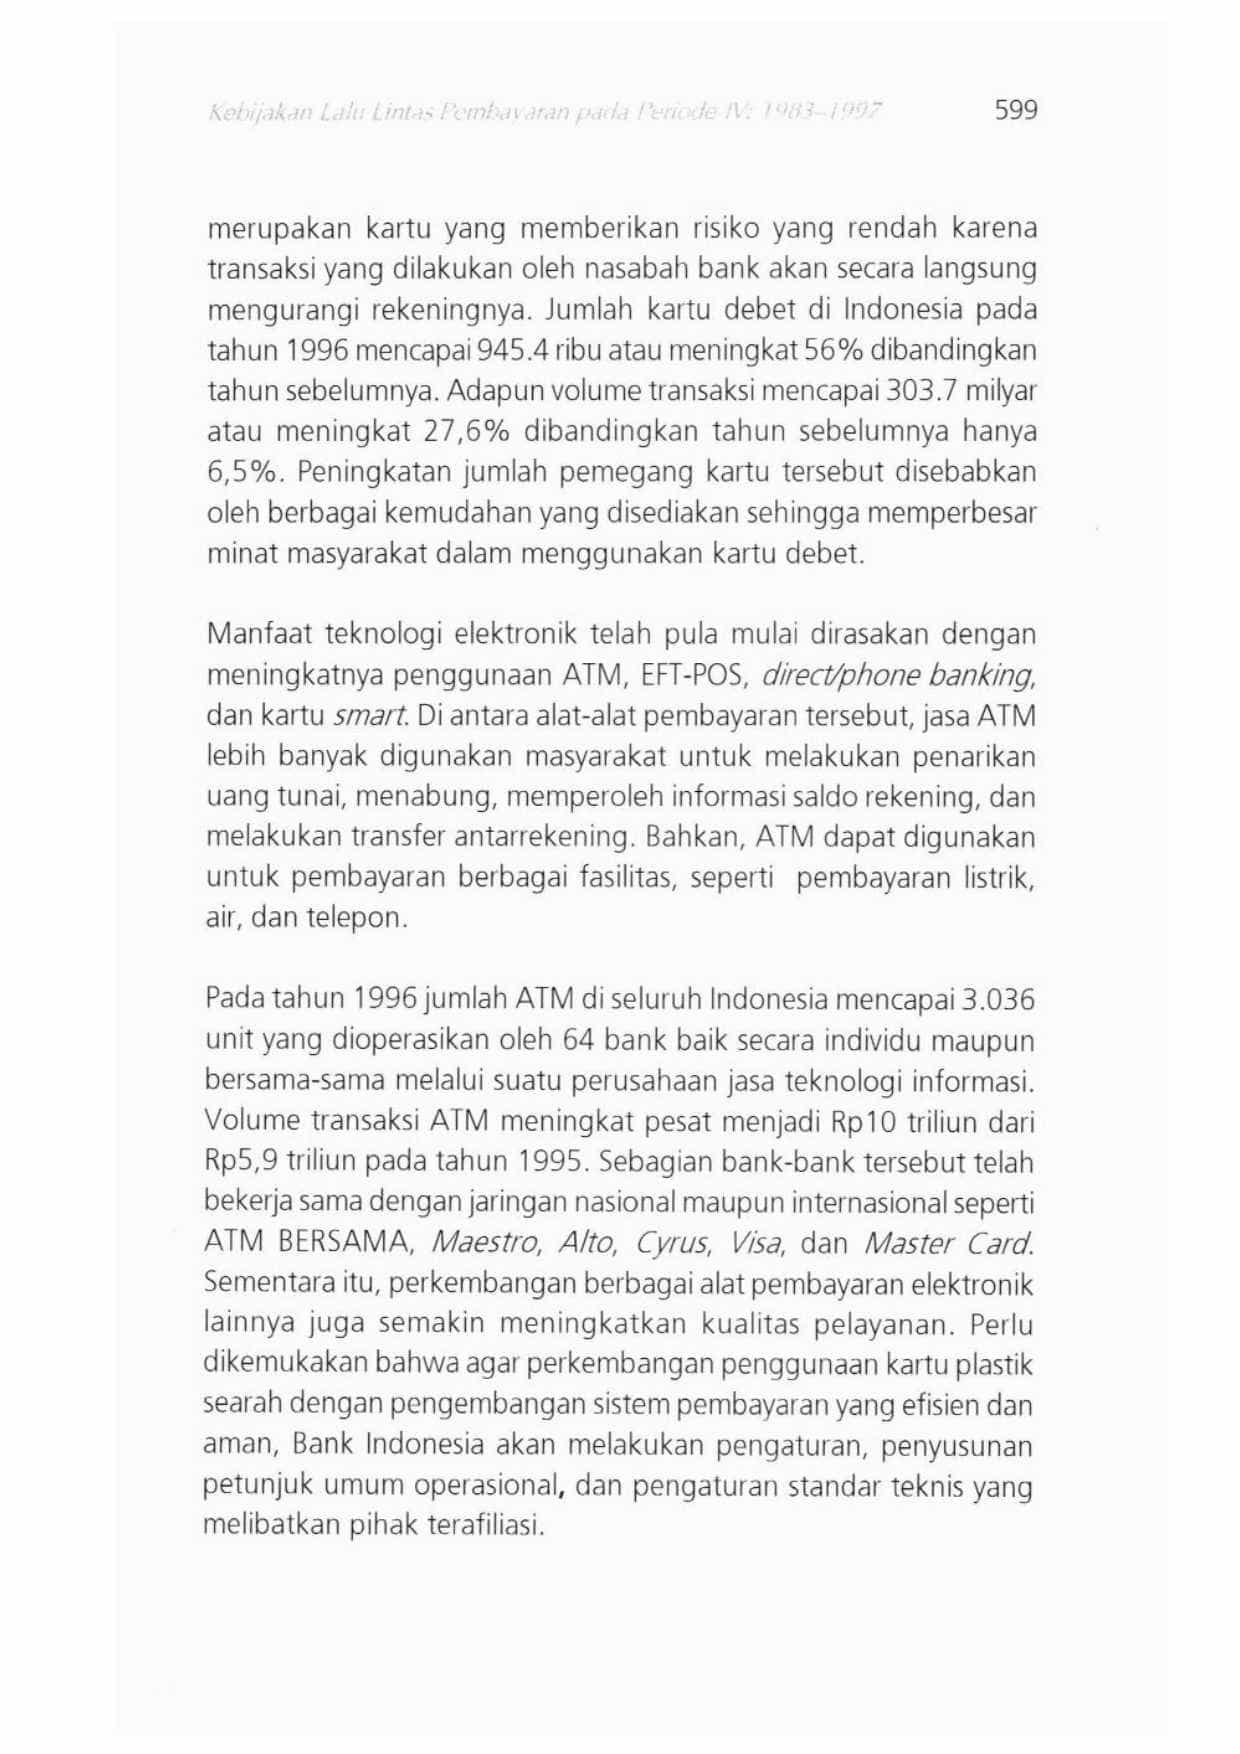 Kebijakan Lalu Lintas Pembayaran pada Periode IV: 1983–1997 599
merupakan kartu yang memberikan risiko yang rendah karena
transaksi yang dilakukan oleh nasabah bank akan secara langsung
mengurangi rekeningnya. Jumlah kartu debet di Indonesia pada
tahun 1996 mencapai 945.4 ribu atau meningkat 56% dibandingkan
tahun sebelumnya. Adapun volume transaksi mencapai 303.7 milyar
atau meningkat 27,6% dibandingkan tahun sebelumnya hanya
6,5%. Peningkatan jumlah pemegang kartu tersebut disebabkan
oleh berbagai kemudahan yang disediakan sehingga memperbesar
minat masyarakat dalam menggunakan kartu debet.
Manfaat teknologi elektronik telah pula mulai dirasakan dengan
meningkatnya penggunaan ATM, EFT-POS, direct/phone banking,
dan kartu smart. Di antara alat-alat pembayaran tersebut, jasa ATM
lebih banyak digunakan masyarakat untuk melakukan penarikan
uang tunai, menabung, memperoleh informasi saldo rekening, dan
melakukan transfer antarrekening. Bahkan, ATM dapat digunakan
untuk pembayaran berbagai fasilitas, seperti pembayaran listrik,
air, dan telepon.
Pada tahun 1996 jumlah ATM di seluruh Indonesia mencapai 3.036
unit yang dioperasikan oleh 64 bank baik secara individu maupun
bersama-sama melalui suatu perusahaan jasa teknologi informasi.
Volume transaksi ATM meningkat pesat menjadi Rp10 triliun dari
Rp5,9 triliun pada tahun 1995. Sebagian bank-bank tersebut telah
bekerja sama dengan jaringan nasional maupun internasional seperti
ATM BERSAMA, Maestro, Alto, Cyrus, Visa, dan Master Card.
Sementara itu, perkembangan berbagai alat pembayaran elektronik
lainnya juga semakin meningkatkan kualitas pelayanan. Perlu
dikemukakan bahwa agar perkembangan penggunaan kartu plastik
searah dengan pengembangan sistem pembayaran yang efisien dan
aman, Bank Indonesia akan melakukan pengaturan, penyusunan
petunjuk umum operasional, dan pengaturan standar teknis yang
melibatkan pihak terafiliasi.